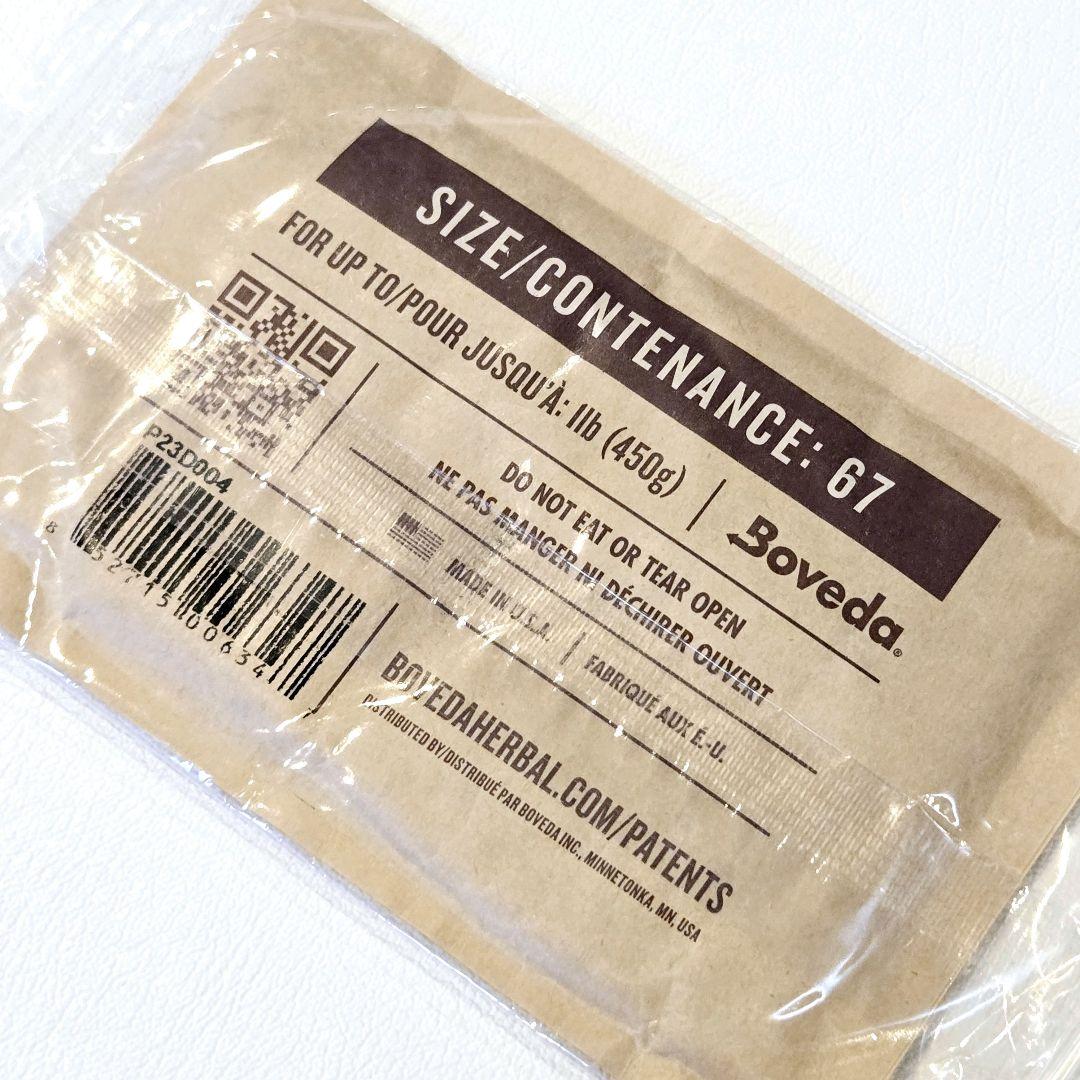 SIZE/CONTENANCE: 67
FOR UP TO/POUR JUSQU'À: 1lb (450g)
Boveda®
DO NOT EAT OR TEAR OPEN
NE PAS MANGER NI DÉCHIRER OUVERT
MADE IN U.S.A. | FABRIQUÉ AUX É.-U.
P23D004
BOVEDAHERBAL.COM/PATENTS
DISTRIBUTED BY/DISTRIBUÉ PAR BOVEDA INC., MINNETONKA, MN, USA